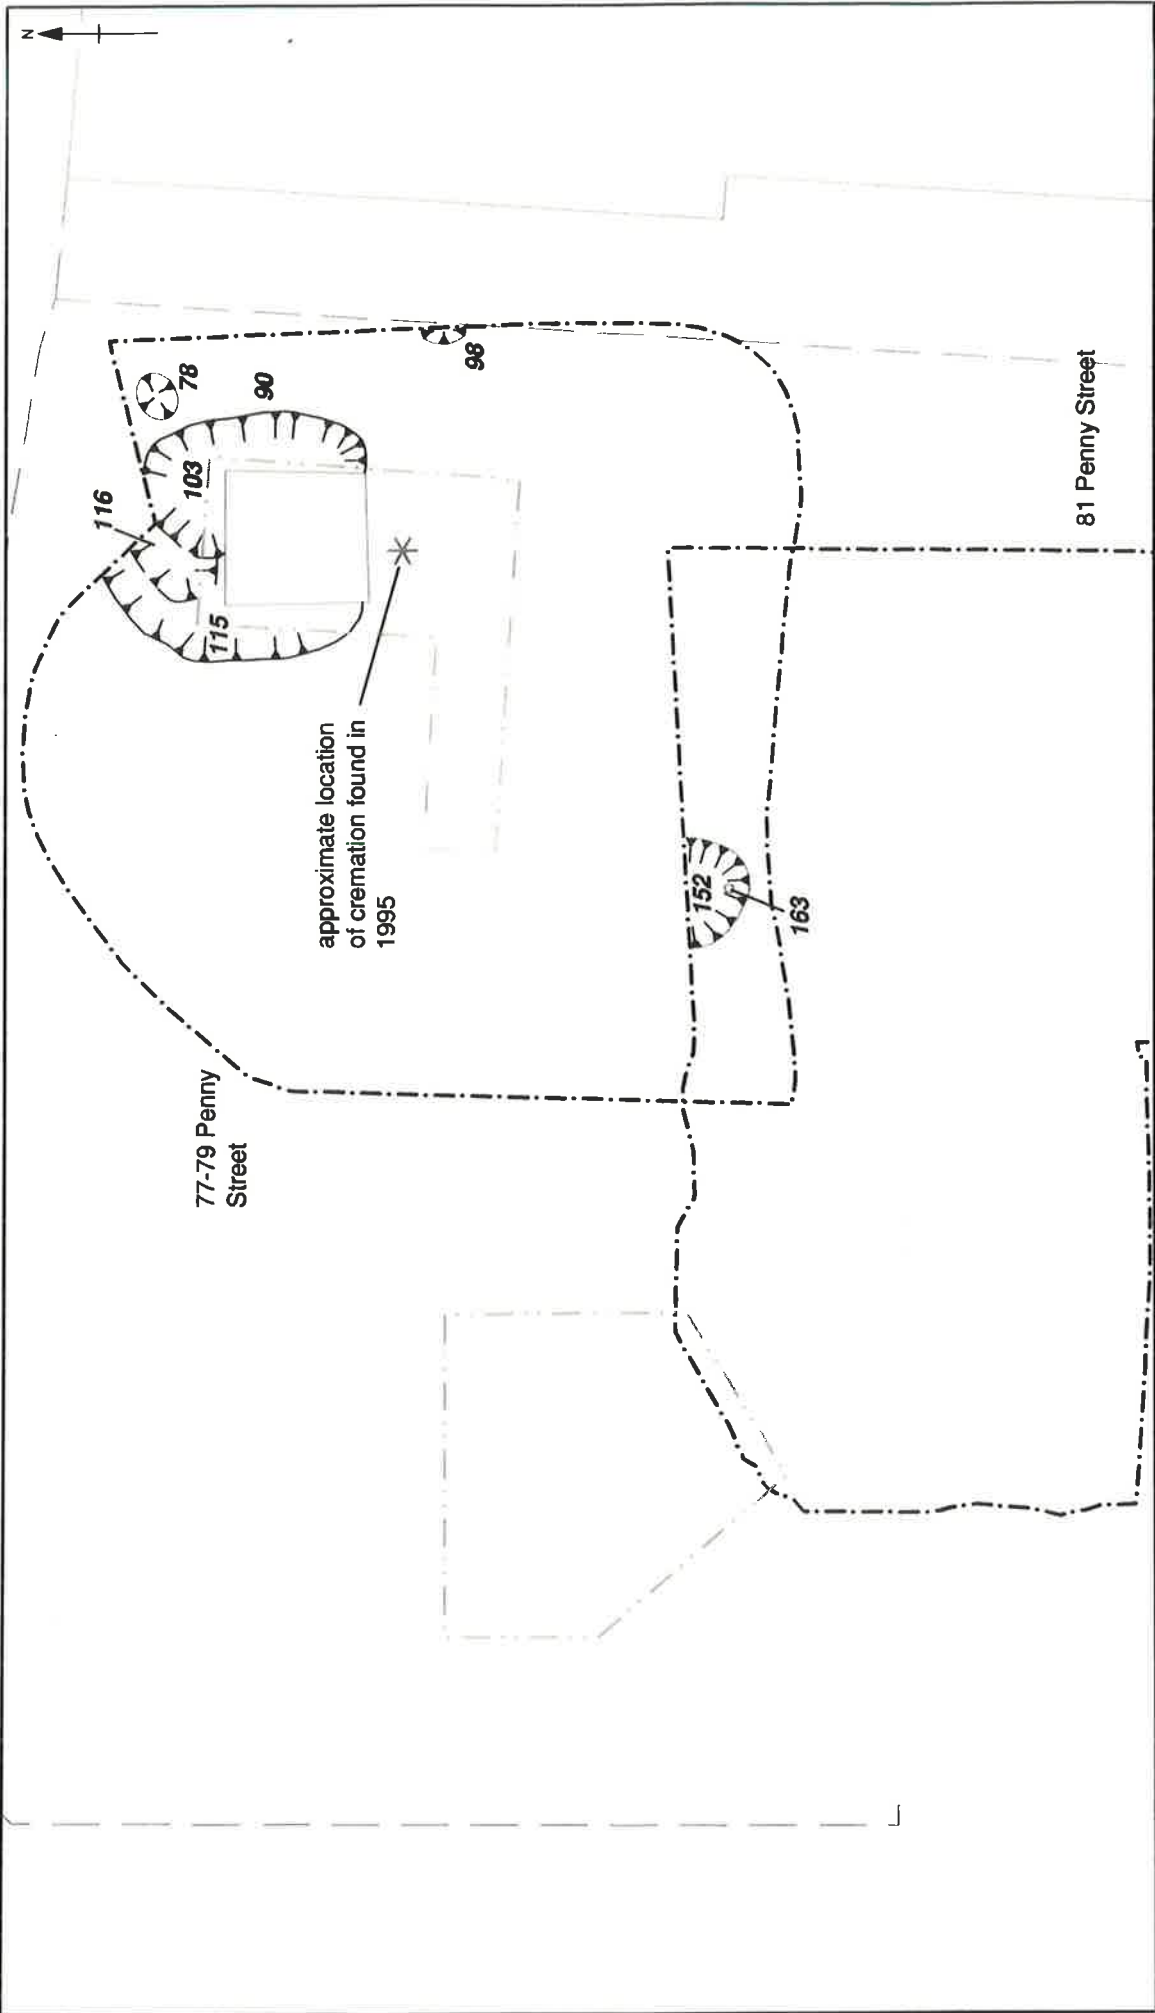 N
116
103
78
90
115
98
approximate location
of cremation found in
1995
77-79 Penny
Street
152
163
81 Penny Street